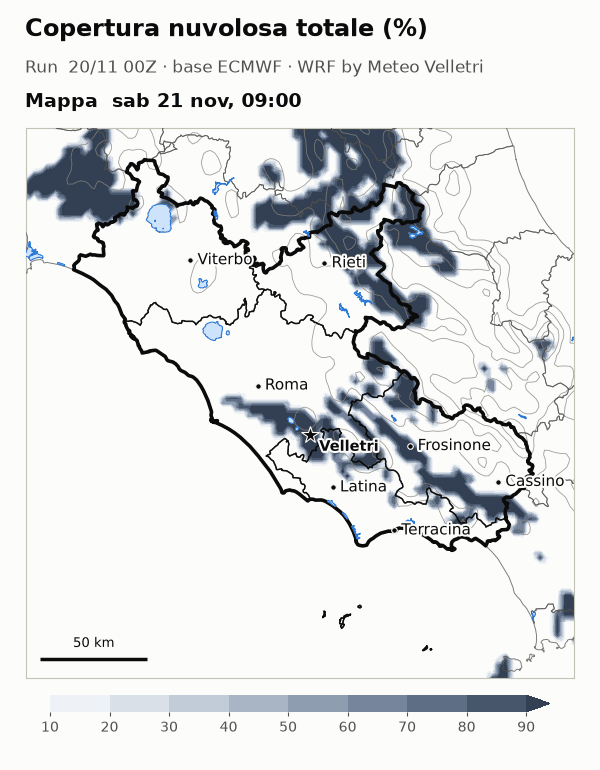 Copertura nuvolosa totale (%)
Run  20/11 00Z · base ECMWF · WRF by Meteo Velletri
Mappa  sab 21 nov, 09:00
Viterbo
Rieti
Roma
Velletri
Frosinone
Latina
Cassino
Terracina
50 km
10 20 30 40 50 60 70 80 90